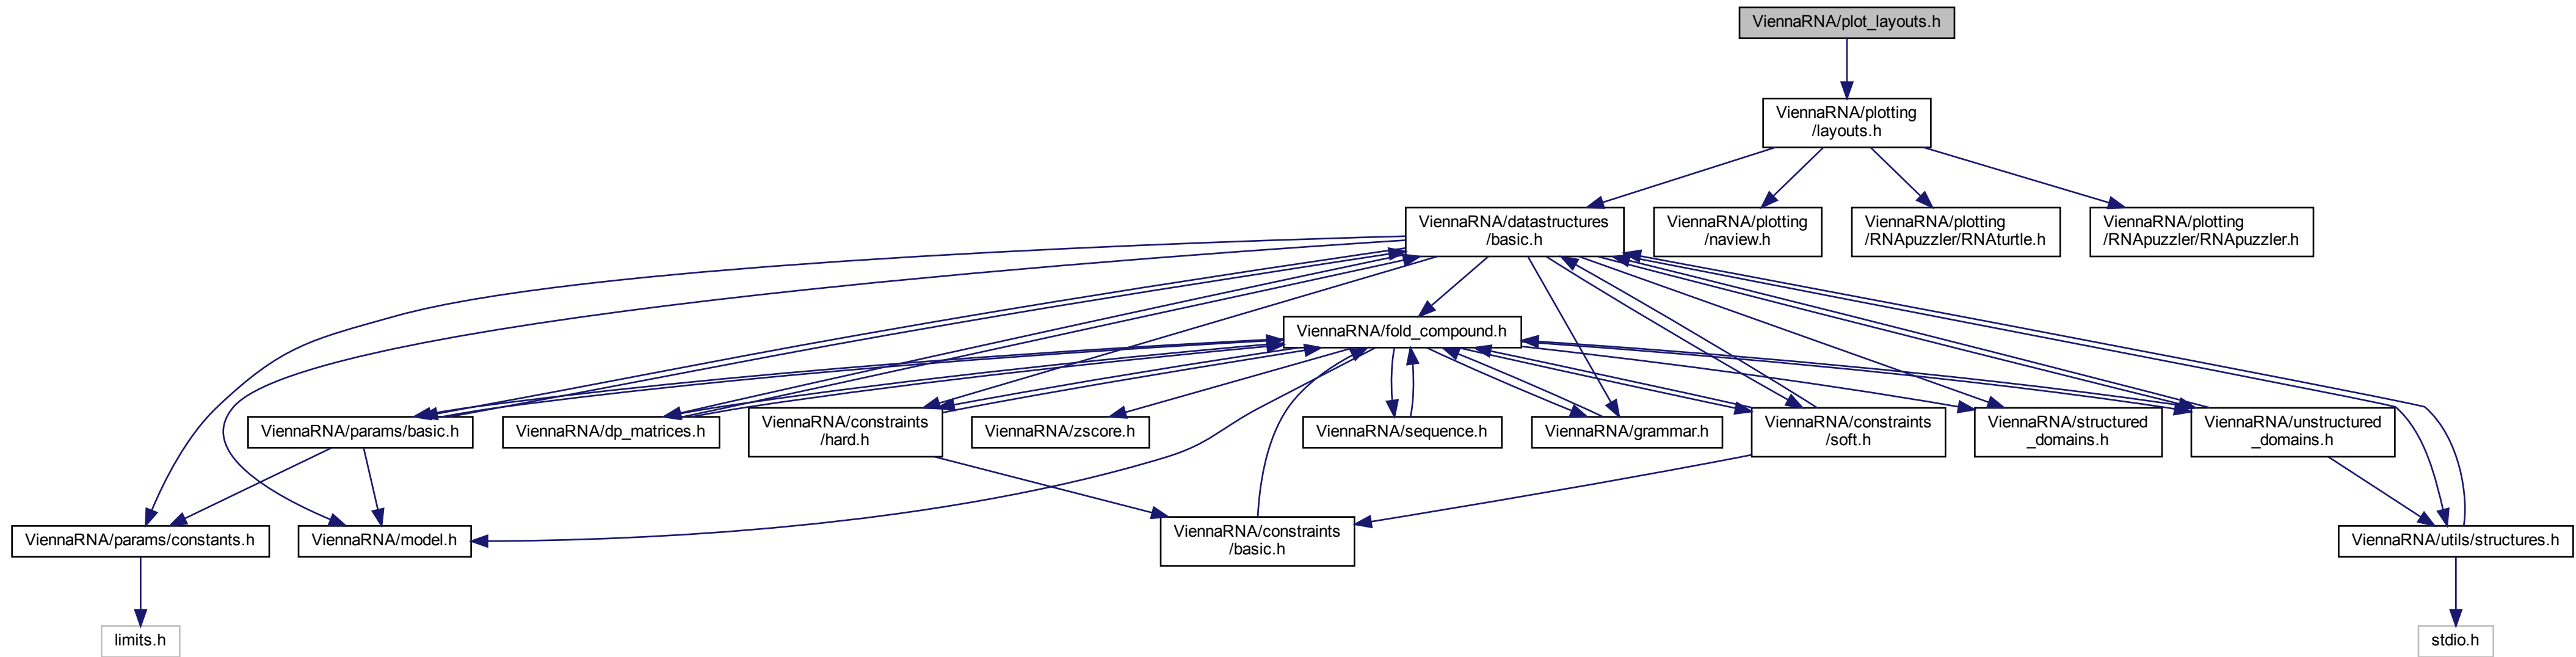 ViennaRNA/plot_layouts.h
ViennaRNA/plotting
/layouts.h
ViennaRNA/datastructures
/basic.h
ViennaRNA/plotting
/naview.h
ViennaRNA/plotting
/RNApuzzler/RNAturtle.h
ViennaRNA/plotting
/RNApuzzler/RNApuzzler.h
ViennaRNA/fold_compound.h
ViennaRNA/params/basic.h
ViennaRNA/dp_matrices.h
ViennaRNA/constraints
/hard.h
ViennaRNA/zscore.h
ViennaRNA/sequence.h
ViennaRNA/grammar.h
ViennaRNA/constraints
/soft.h
ViennaRNA/structured
_domains.h
ViennaRNA/unstructured
_domains.h
ViennaRNA/params/constants.h
ViennaRNA/model.h
ViennaRNA/constraints
/basic.h
ViennaRNA/utils/structures.h
limits.h
stdio.h